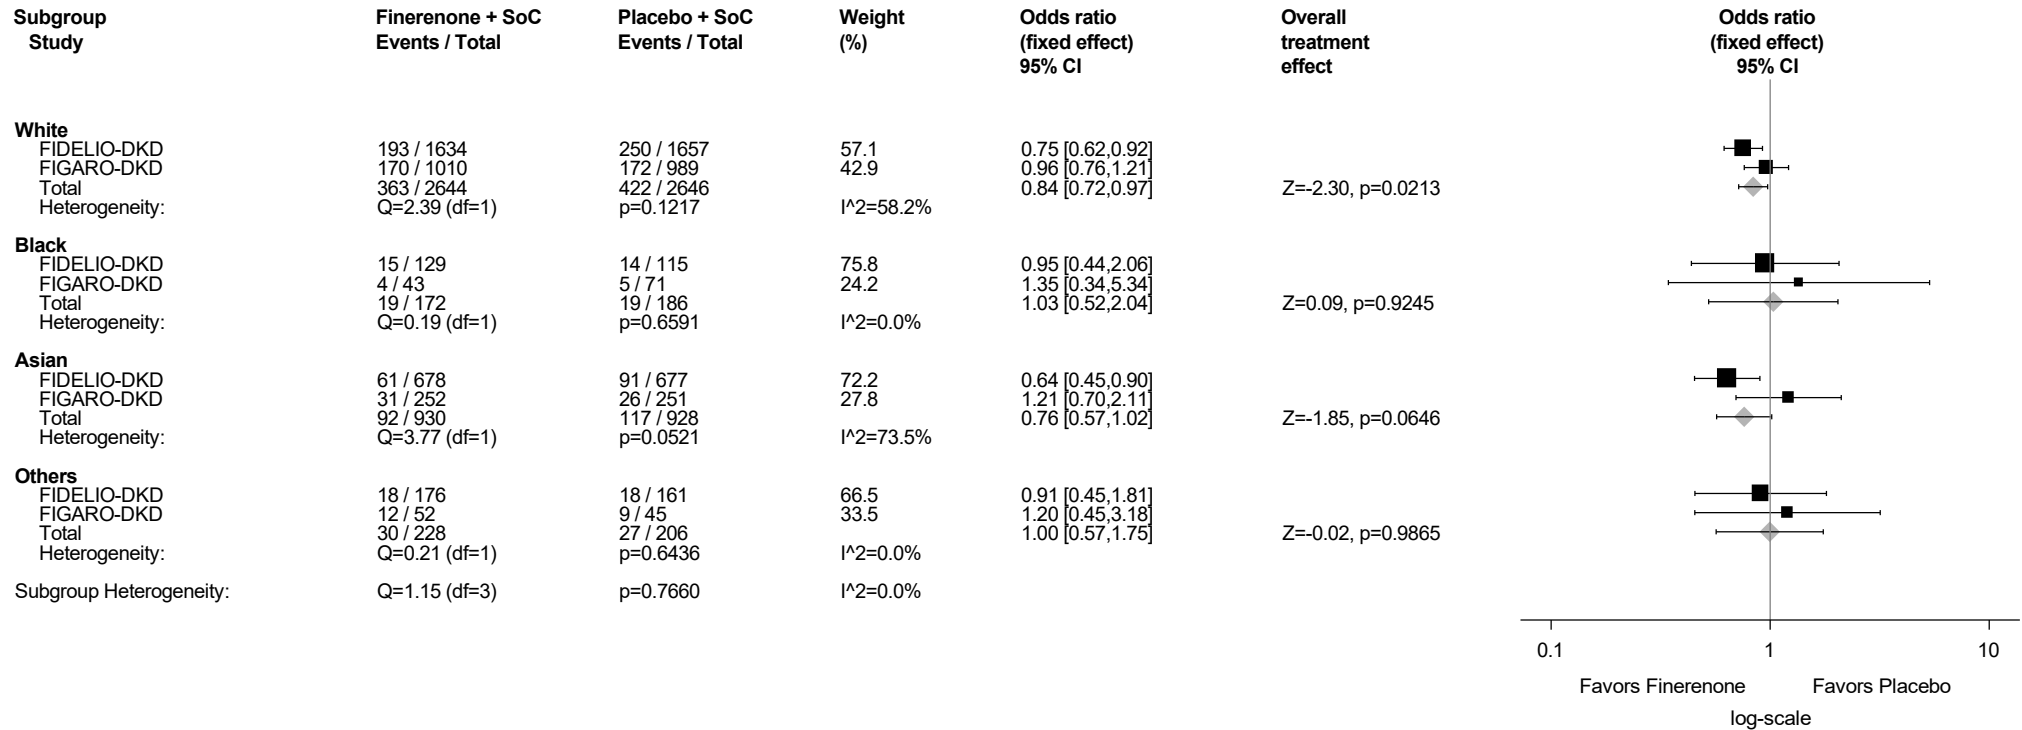 Subgroup Finerenone + SoC Placebo + SoC Weight Odds ratio Overall Odds ratio
Study Events / Total Events / Total (%) (fixed effect) treatment (fixed effect)
95% CI effect 95% CI
White
FIDELIO-DKD 193 / 1634 250 / 1657 57.1 0.75 [0.62,0.92]
FIGARO-DKD 170 / 1010 172 / 989 42.9 0.96 [0.76,1.21]
Total 363 / 2644 422 / 2646 0.84 [0.72,0.97] Z=-2.30, p=0.0213
Heterogeneity: Q=2.39 (df=1) p=0.1217 I^2=58.2%
Black
FIDELIO-DKD 15 / 129 14 / 115 75.8 0.95 [0.44,2.06]
FIGARO-DKD 4 / 43 5 / 71 24.2 1.35 [0.34,5.34]
Total 19 / 172 19 / 186 1.03 [0.52,2.04] Z=0.09, p=0.9245
Heterogeneity: Q=0.19 (df=1) p=0.6591 I^2=0.0%
Asian
FIDELIO-DKD 61 / 678 91 / 677 72.2 0.64 [0.45,0.90]
FIGARO-DKD 31 / 252 26 / 251 27.8 1.21 [0.70,2.11]
Total 92 / 930 117 / 928 0.76 [0.57,1.02] Z=-1.85, p=0.0646
Heterogeneity: Q=3.77 (df=1) p=0.0521 I^2=73.5%
Others
FIDELIO-DKD 18 / 176 18 / 161 66.5 0.91 [0.45,1.81]
FIGARO-DKD 12 / 52 9 / 45 33.5 1.20 [0.45,3.18]
Total 30 / 228 27 / 206 1.00 [0.57,1.75] Z=-0.02, p=0.9865
Heterogeneity: Q=0.21 (df=1) p=0.6436 I^2=0.0%
Subgroup Heterogeneity: Q=1.15 (df=3) p=0.7660 I^2=0.0%
0.1 1 10
Favors Finerenone Favors Placebo
log-scale